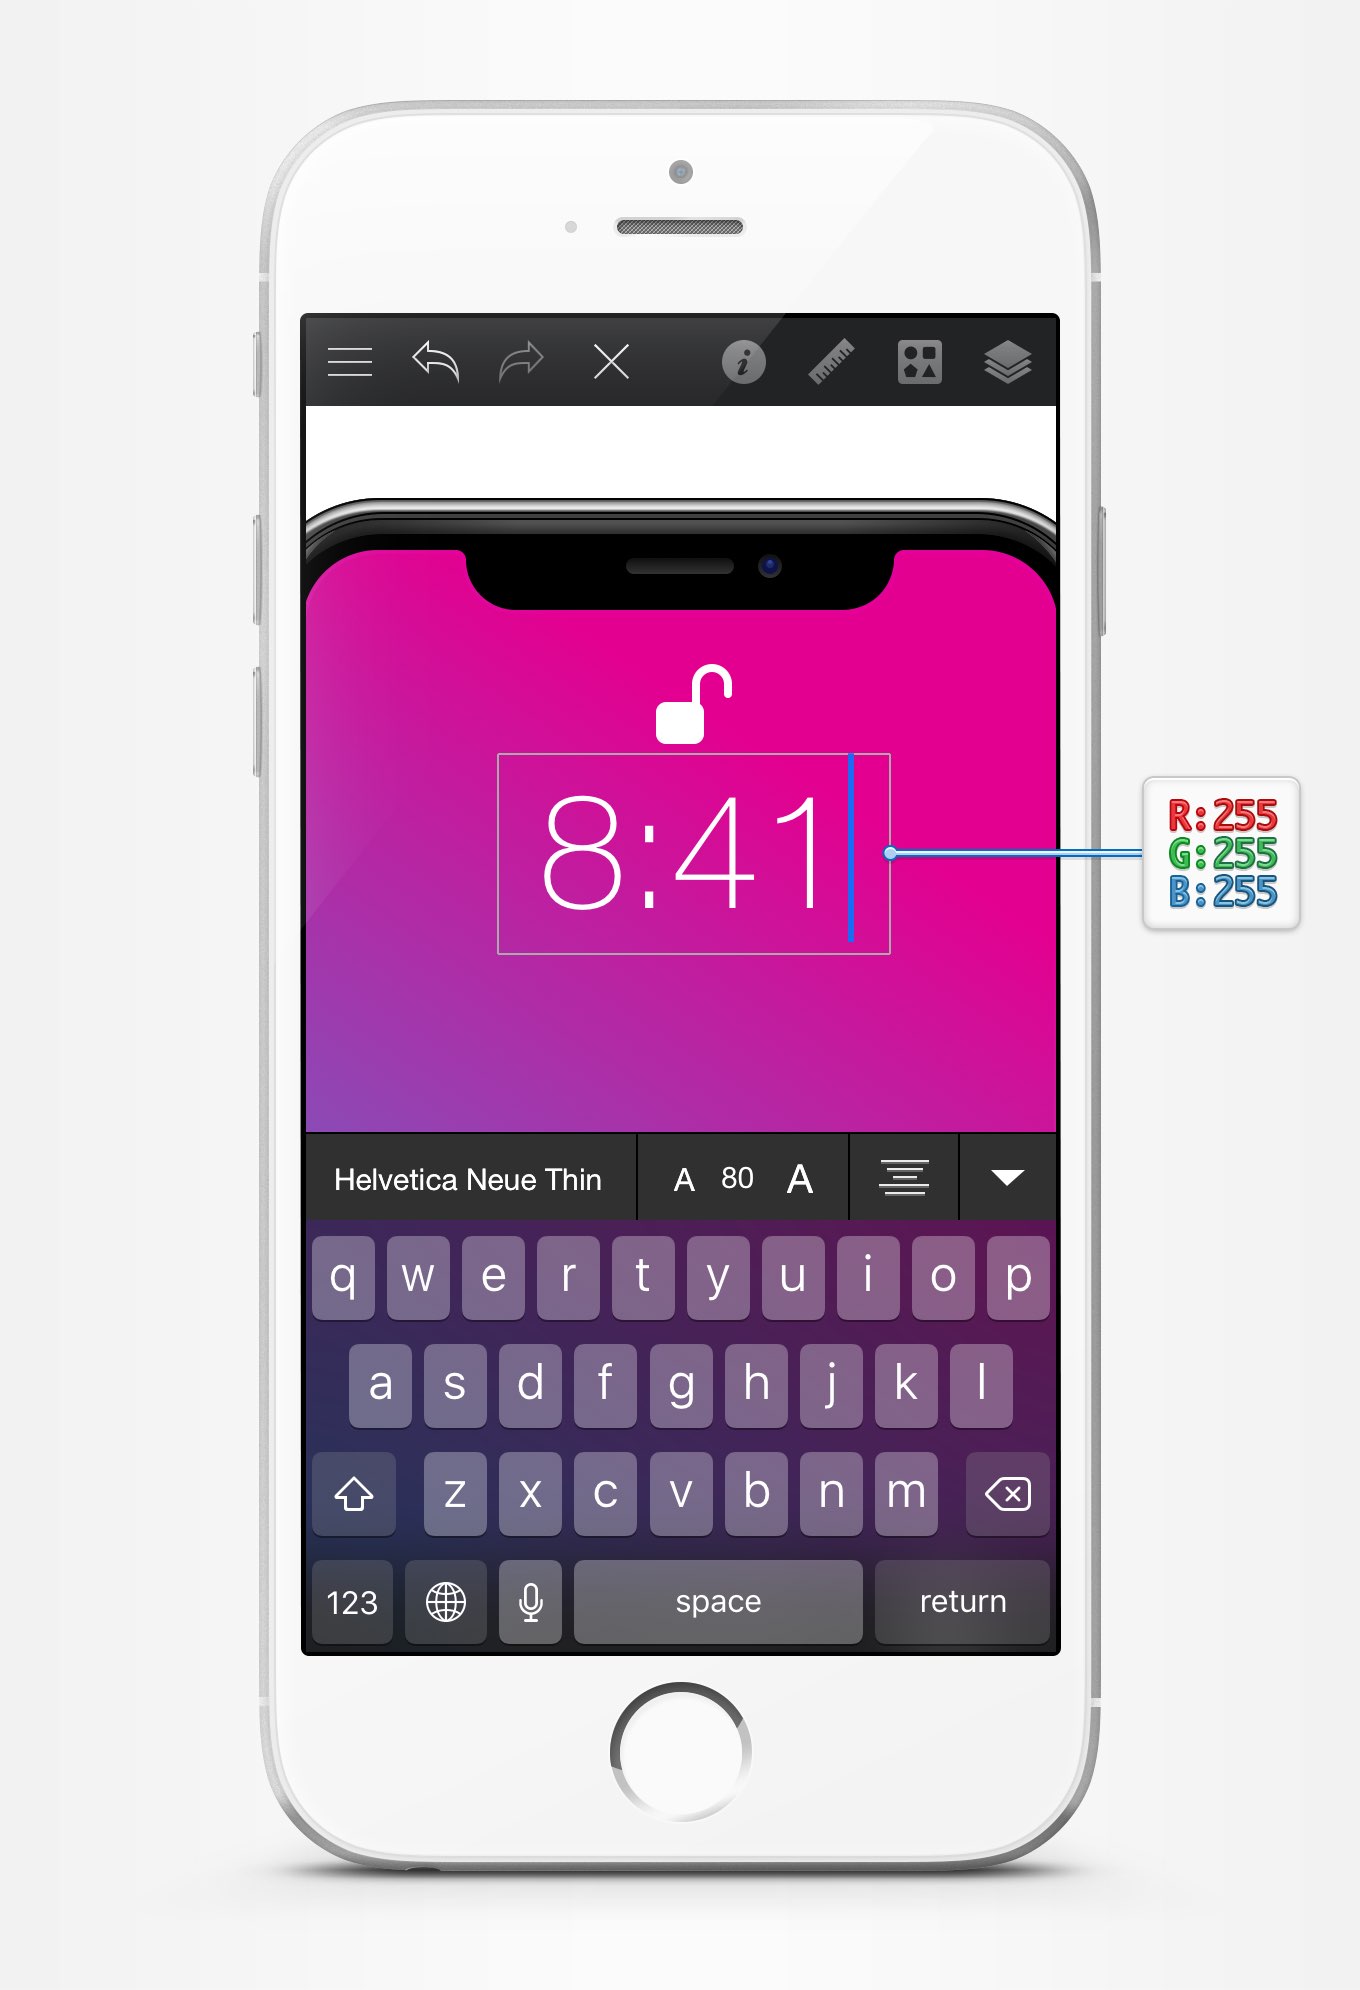 8:41
R:255
G:255
B:255
Helvetica Neue Thin A 80 A
q w e r t y u i o p
a s d f g h j k l
z x c v b n m
123 space return